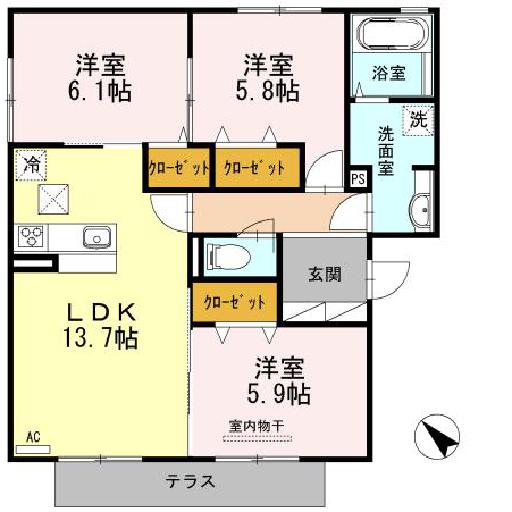 洋室
6.1帖
洋室
5.8帖
浴室
洗面室
洗
冷
クローゼット
クローゼット
PS
玄関
クローゼット
LDK
13.7帖
洋室
5.9帖
室内物干
AC
テラス